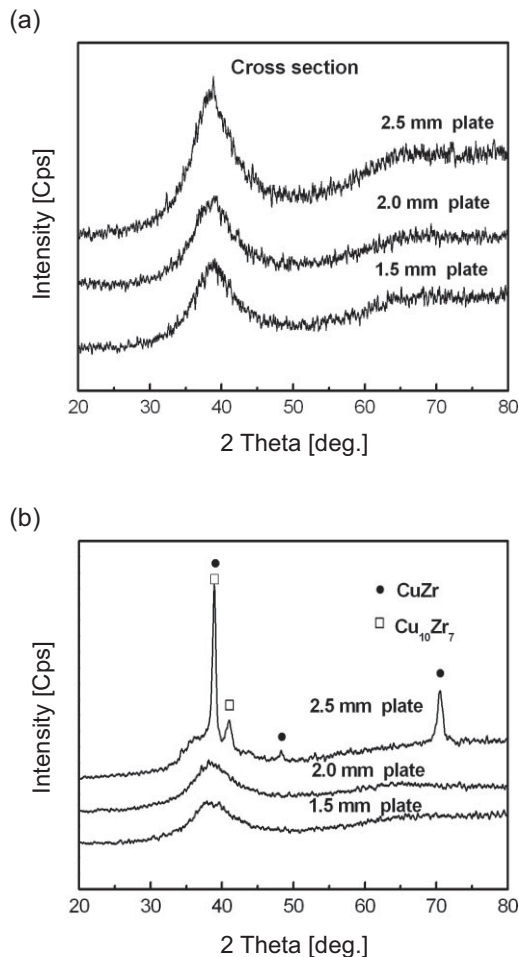 (a)
Cross section
2.5 mm plate
2.0 mm plate
1.5 mm plate
Intensity [Cps]
20 30 40 50 60 70 80
2 Theta [deg.]
(b)
● CuZr
□ Cu₁₀Zr₇
2.5 mm plate
2.0 mm plate
1.5 mm plate
Intensity [Cps]
20 30 40 50 60 70 80
2 Theta [deg.]